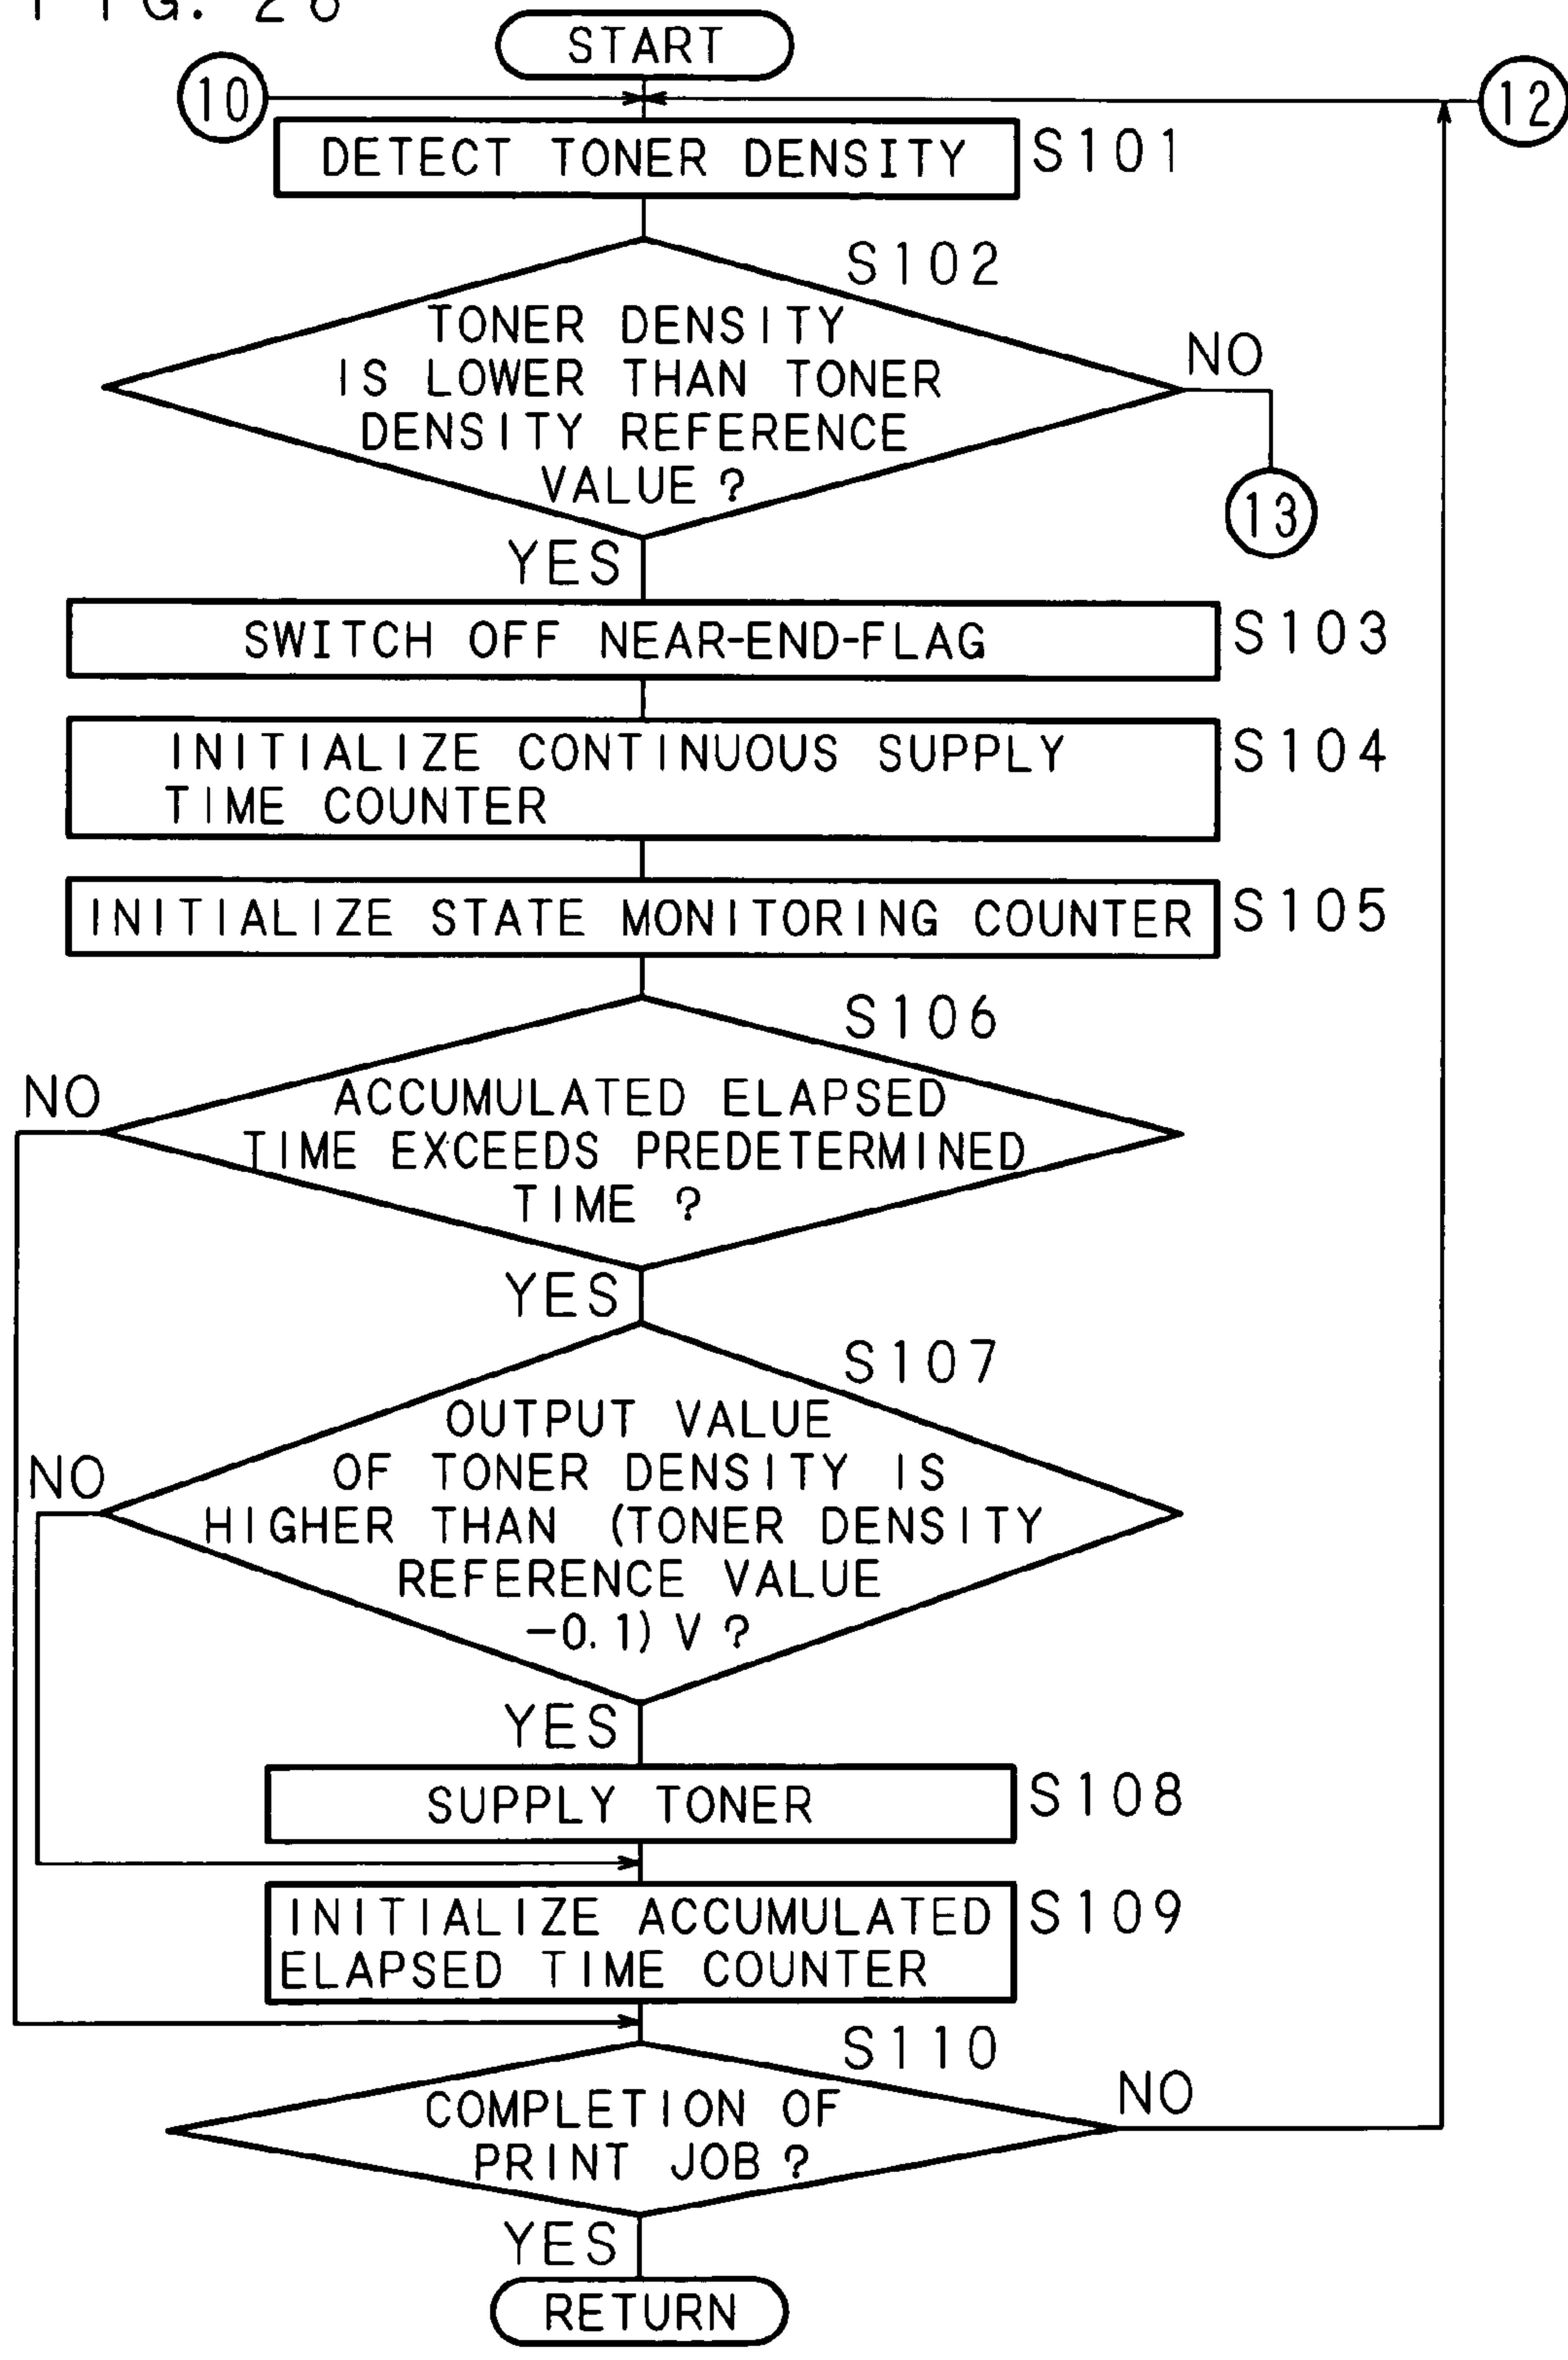 START
10
12
DETECT TONER DENSITY
S101
S102
TONER DENSITY
IS LOWER THAN TONER
DENSITY REFERENCE
VALUE?
NO
13
YES
SWITCH OFF NEAR-END-FLAG
S103
INITIALIZE CONTINUOUS SUPPLY
TIME COUNTER
S104
INITIALIZE STATE MONITORING COUNTER
S105
S106
NO
ACCUMULATED ELAPSED
TIME EXCEEDS PREDETERMINED
TIME ?
YES
S107
NO
OUTPUT VALUE
OF TONER DENSITY IS
HIGHER THAN (TONER DENSITY
REFERENCE VALUE
-0.1) V ?
YES
SUPPLY TONER
S108
INITIALIZE ACCUMULATED
ELAPSED TIME COUNTER
S109
S110
COMPLETION OF
PRINT JOB ?
NO
YES
RETURN